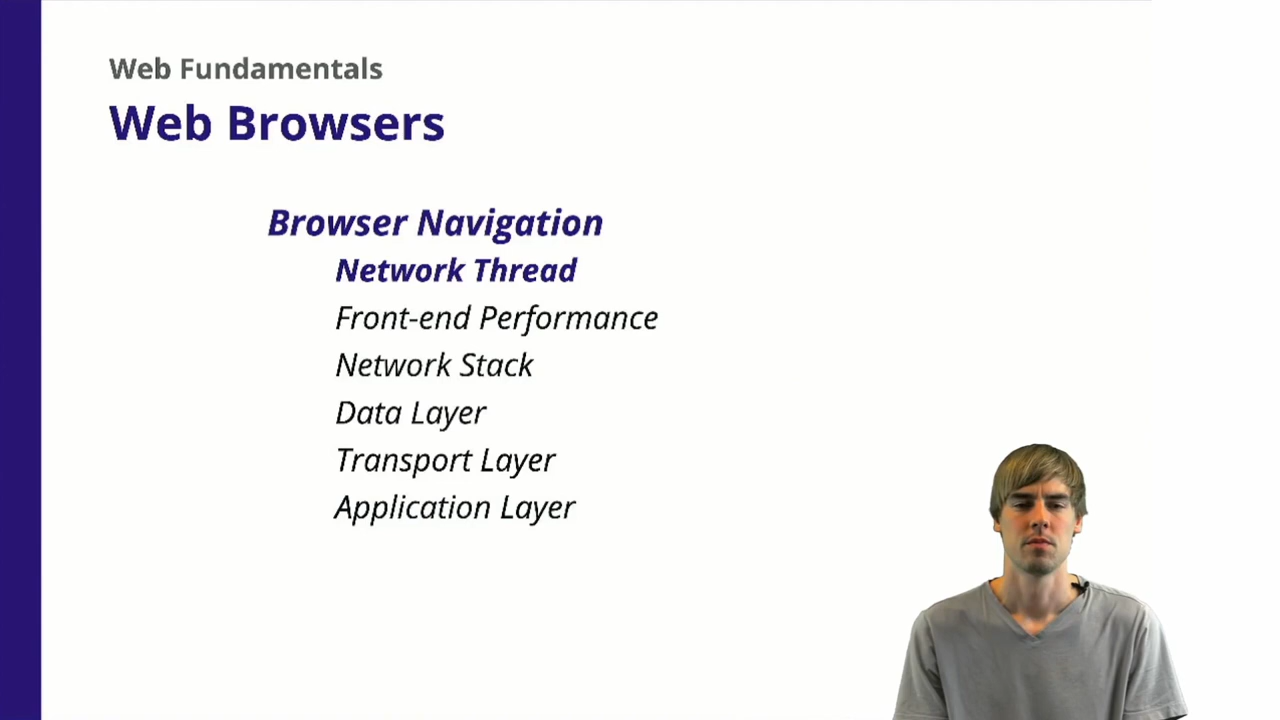 Web Fundamentals
Web Browsers
Browser Navigation
Network Thread
Front-end Performance
Network Stack
Data Layer
Transport Layer
Application Layer